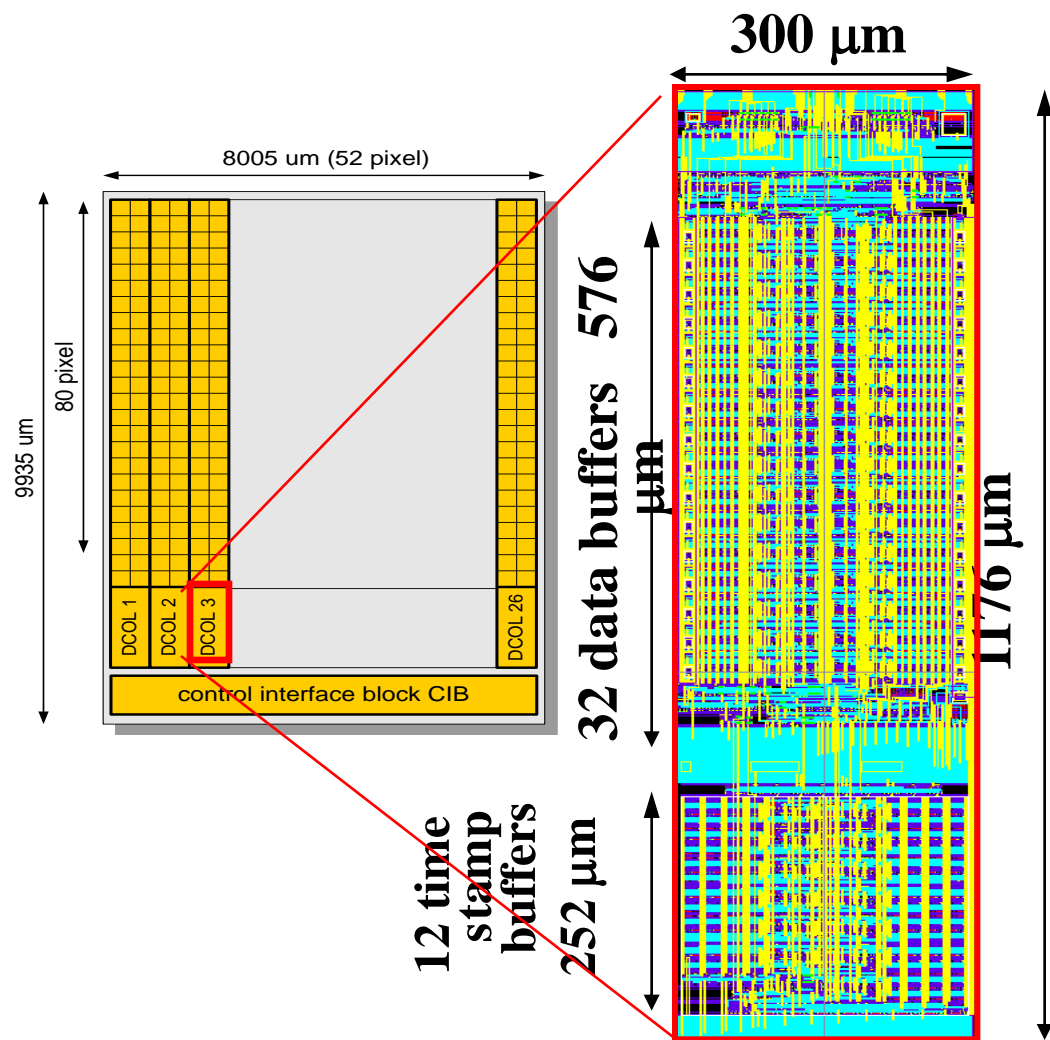 300 μm
8005 um (52 pixel)
9935 um
80 pixel
DCOL 1
DCOL 2
DCOL 3
DCOL 26
control interface block CIB
32 data buffers 576
μm
1176 μm
12 time
stamp
buffers
252 μm